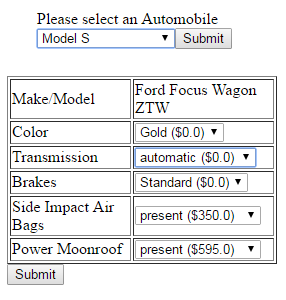 Please select an Automobile
Model S Submit
Make/Model Ford Focus Wagon
ZTW
Color Gold ($0.0)
Transmission automatic ($0.0)
Brakes Standard ($0.0)
Side Impact Air
Bags present ($350.0)
Power Moonroof present ($595.0)
Submit